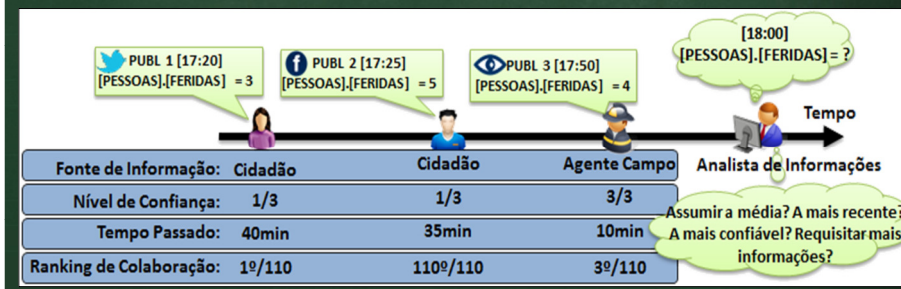 [18:00]
[PESSOAS].[FERIDAS] = ?
PUBL 1 [17:20]
[PESSOAS].[FERIDAS] = 3
PUBL 2 [17:25]
[PESSOAS].[FERIDAS] = 5
PUBL 3 [17:50]
[PESSOAS].[FERIDAS] = 4
Tempo
Analista de Informações
Fonte de Informação: Cidadão Cidadão Agente Campo
Nível de Confiança: 1/3 1/3 3/3
Tempo Passado: 40min 35min 10min
Ranking de Colaboração: 1º/110 110º/110 3º/110
Assumir a média? A mais recente?
A mais confiável? Requisitar mais
informações?